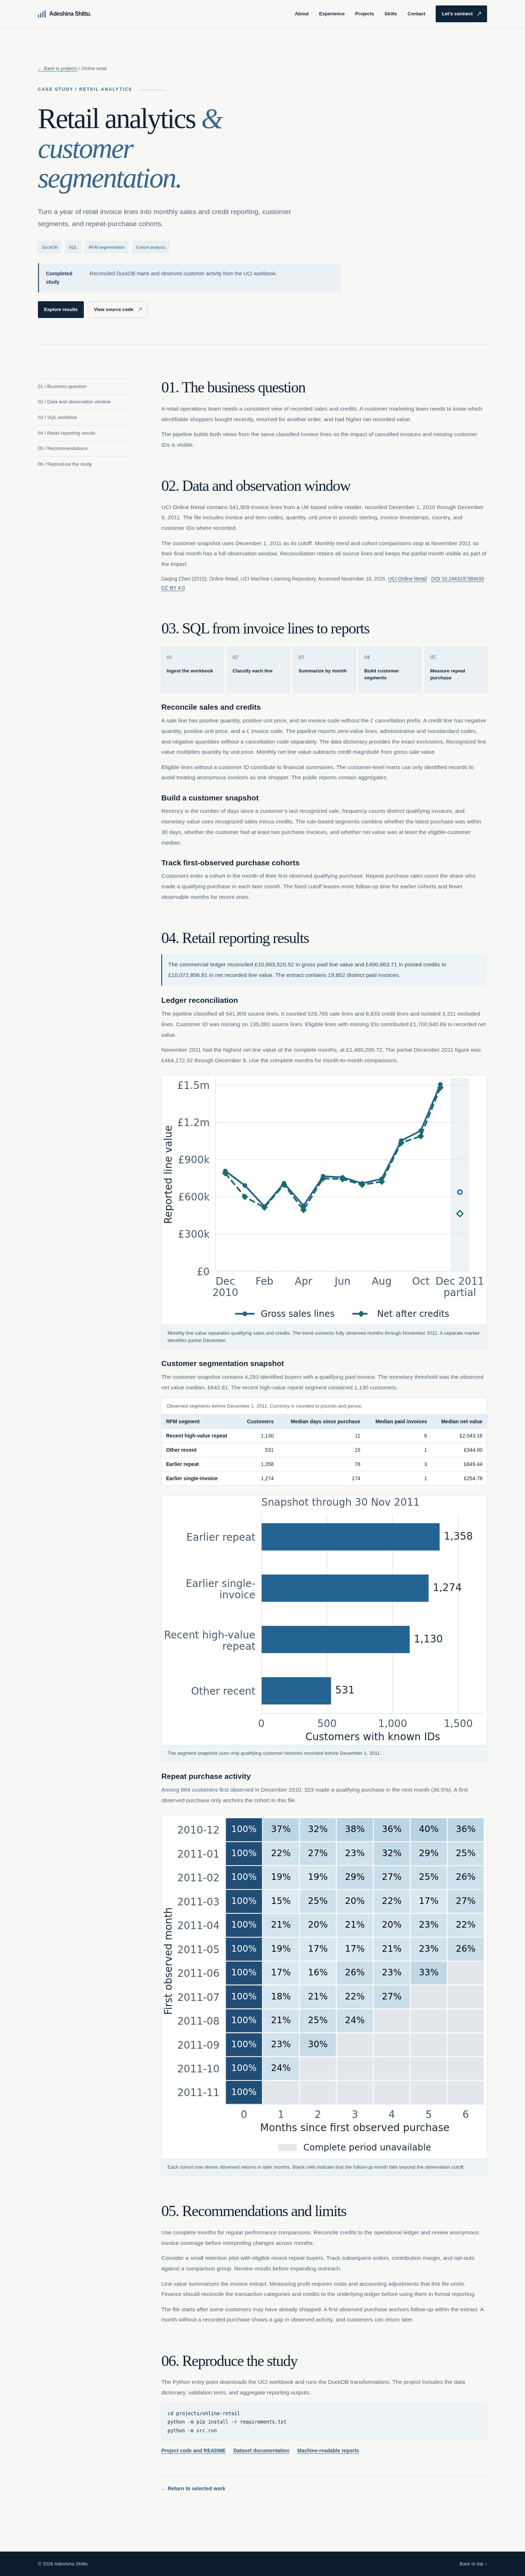 Adeshina Shittu.
About Experience Projects Skills Contact Let's connect ↗
← Back to projects / Online retail
CASE STUDY / RETAIL ANALYTICS
Retail analytics &
customer
segmentation.
Turn a year of retail invoice lines into monthly sales and credit reporting, customer
segments, and repeat-purchase cohorts.
DuckDB SQL RFM segmentation Cohort analysis
Completed study
Reconciled DuckDB marts and observed customer activity from the UCI workbook.
Explore results View source code ↗
01 / Business question
02 / Data and observation window
03 / SQL workflow
04 / Retail reporting results
05 / Recommendations
06 / Reproduce the study
01. The business question
A retail operations team needs a consistent view of recorded sales and credits. A customer marketing team needs to know which
identifiable shoppers bought recently, returned for another order, and had higher net recorded value.
The pipeline builds both views from the same classified invoice lines so the impact of cancelled invoices and missing customer
IDs is visible.
02. Data and observation window
UCI Online Retail contains 541,909 invoice lines from a UK-based online retailer, recorded December 1, 2010 through December
9, 2011. The file includes invoice and item codes, quantity, unit price in pounds sterling, invoice timestamps, country, and
customer IDs where recorded.
The customer snapshot uses December 1, 2011 as its cutoff. Monthly trend and cohort comparisons stop at November 2011 so
their final month has a full observation window. Reconciliation retains all source lines and keeps the partial month visible as part of
the import.
Daqing Chen (2015), Online Retail, UCI Machine Learning Repository. Accessed November 18, 2026. UCI Online Retail · DOI 10.24432/C5BW33 ·
CC BY 4.0
03. SQL from invoice lines to reports
01
Ingest the workbook
02
Classify each line
03
Summarize by month
04
Build customer
segments
05
Measure repeat
purchase
Reconcile sales and credits
A sale line has positive quantity, positive unit price, and an invoice code without the C cancellation prefix. A credit line has negative
quantity, positive unit price, and a C invoice code. The pipeline reports zero-value lines, administrative and nonstandard codes,
and negative quantities without a cancellation code separately. The data dictionary provides the exact exclusions. Recognized line
value multiplies quantity by unit price. Monthly net line value subtracts credit magnitude from gross sale value.
Eligible lines without a customer ID contribute to financial summaries. The customer-level marts use only identified records to
avoid treating anonymous invoices as one shopper. The public reports contain aggregates.
Build a customer snapshot
Recency is the number of days since a customer's last recognized sale, frequency counts distinct qualifying invoices, and
monetary value uses recognized sales minus credits. The rule-based segments combine whether the latest purchase was within
30 days, whether the customer had at least two purchase invoices, and whether net value was at least the eligible-customer
median.
Track first-observed purchase cohorts
Customers enter a cohort in the month of their first observed qualifying purchase. Repeat purchase rates count the share who
made a qualifying purchase in each later month. The fixed cutoff leaves more follow-up time for earlier cohorts and fewer
observable months for recent ones.
04. Retail reporting results
The commercial ledger reconciled £10,563,520.52 in gross paid line value and £490,663.71 in posted credits to
£10,072,856.81 in net recorded line value. The extract contains 19,852 distinct paid invoices.
Ledger reconciliation
The pipeline classified all 541,909 source lines. It counted 529,765 sale lines and 8,833 credit lines and isolated 3,311 excluded
lines. Customer ID was missing on 135,080 source lines. Eligible lines with missing IDs contributed £1,700,940.89 to recorded net
value.
November 2011 had the highest net line value of the complete months, at £1,480,295.72. The partial December 2011 figure was
£464,172.32 through December 9. Use the complete months for month-to-month comparisons.
Reported line value
£1.5m
£1.2m
£900k
£600k
£300k
£0
Dec 2010 Feb Apr Jun Aug Oct Dec 2011 partial
Gross sales lines Net after credits
Monthly line value separates qualifying sales and credits. The trend connects fully observed months through November 2011. A separate marker
identifies partial December.
Customer segmentation snapshot
The customer snapshot contains 4,293 identified buyers with a qualifying paid invoice. The monetary threshold was the observed
net value median, £642.81. The recent high-value repeat segment contained 1,130 customers.
Observed segments before December 1, 2011. Currency is rounded to pounds and pence.
RFM segment Customers Median days since purchase Median paid invoices Median net value
Recent high-value repeat 1,130 11 6 £2,043.16
Other recent 531 15 1 £344.00
Earlier repeat 1,358 78 3 £849.44
Earlier single-invoice 1,274 174 1 £254.78
Snapshot through 30 Nov 2011
Earlier repeat 1,358
Earlier single-
invoice 1,274
Recent high-value
repeat 1,130
Other recent 531
0 500 1,000 1,500
Customers with known IDs
The segment snapshot uses only qualifying customer histories recorded before December 1, 2011.
Repeat purchase activity
Among 884 customers first observed in December 2010, 323 made a qualifying purchase in the next month (36.5%). A first
observed purchase only anchors the cohort in this file.
First observed month
2010-12 100% 37% 32% 38% 36% 40% 36%
2011-01 100% 22% 27% 23% 32% 29% 25%
2011-02 100% 19% 19% 29% 27% 25% 26%
2011-03 100% 15% 25% 20% 22% 17% 27%
2011-04 100% 21% 20% 21% 20% 23% 22%
2011-05 100% 19% 17% 17% 21% 23% 26%
2011-06 100% 17% 16% 26% 23% 33%
2011-07 100% 18% 21% 22% 27%
2011-08 100% 21% 25% 24%
2011-09 100% 23% 30%
2011-10 100% 24%
2011-11 100%
0 1 2 3 4 5 6
Months since first observed purchase
Complete period unavailable
Each cohort row shows observed returns in later months. Blank cells indicate that the follow-up month falls beyond the observation cutoff.
05. Recommendations and limits
Use complete months for regular performance comparisons. Reconcile credits to the operational ledger and review anonymous
invoice coverage before interpreting changes across months.
Consider a small retention pilot with eligible recent repeat buyers. Track subsequent orders, contribution margin, and opt-outs
against a comparison group. Review results before expanding outreach.
Line value summarizes the invoice extract. Measuring profit requires costs and accounting adjustments that this file omits.
Finance should reconcile the transaction categories and credits to the underlying ledger before using them in formal reporting.
The file starts after some customers may have already shopped. A first observed purchase anchors follow-up within the extract. A
month without a recorded purchase shows a gap in observed activity, and customers can return later.
06. Reproduce the study
The Python entry point downloads the UCI workbook and runs the DuckDB transformations. The project includes the data
dictionary, validation tests, and aggregate reporting outputs.
cd projects/online-retail
python -m pip install -r requirements.txt
python -m src.run
Project code and README Dataset documentation Machine-readable reports
← Return to selected work
© 2026 Adeshina Shittu
Back to top ↑